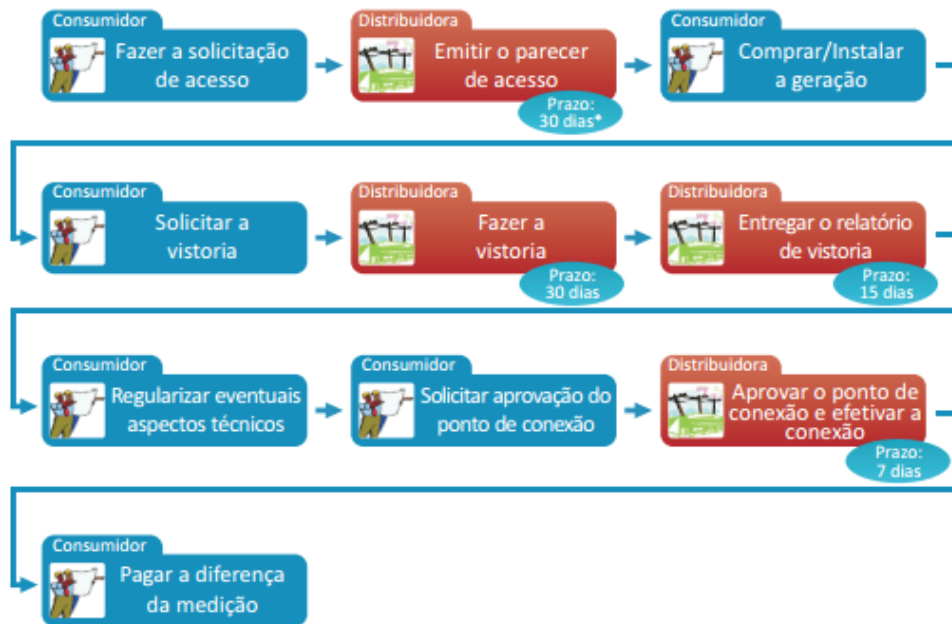 Consumidor
Fazer a solicitação
de acesso
Distribuidora
Emitir o parecer
de acesso
Prazo:
30 dias*
Consumidor
Comprar/Instalar
a geração
Consumidor
Solicitar a
vistoria
Distribuidora
Fazer a
vistoria
Prazo:
30 dias
Distribuidora
Entregar o relatório
de vistoria
Prazo:
15 dias
Consumidor
Regularizar eventuais
aspectos técnicos
Consumidor
Solicitar aprovação do
ponto de conexão
Distribuidora
Aprovar o ponto de
conexão e efetivar a
conexão
Prazo:
7 dias
Consumidor
Pagar a diferença
da medição